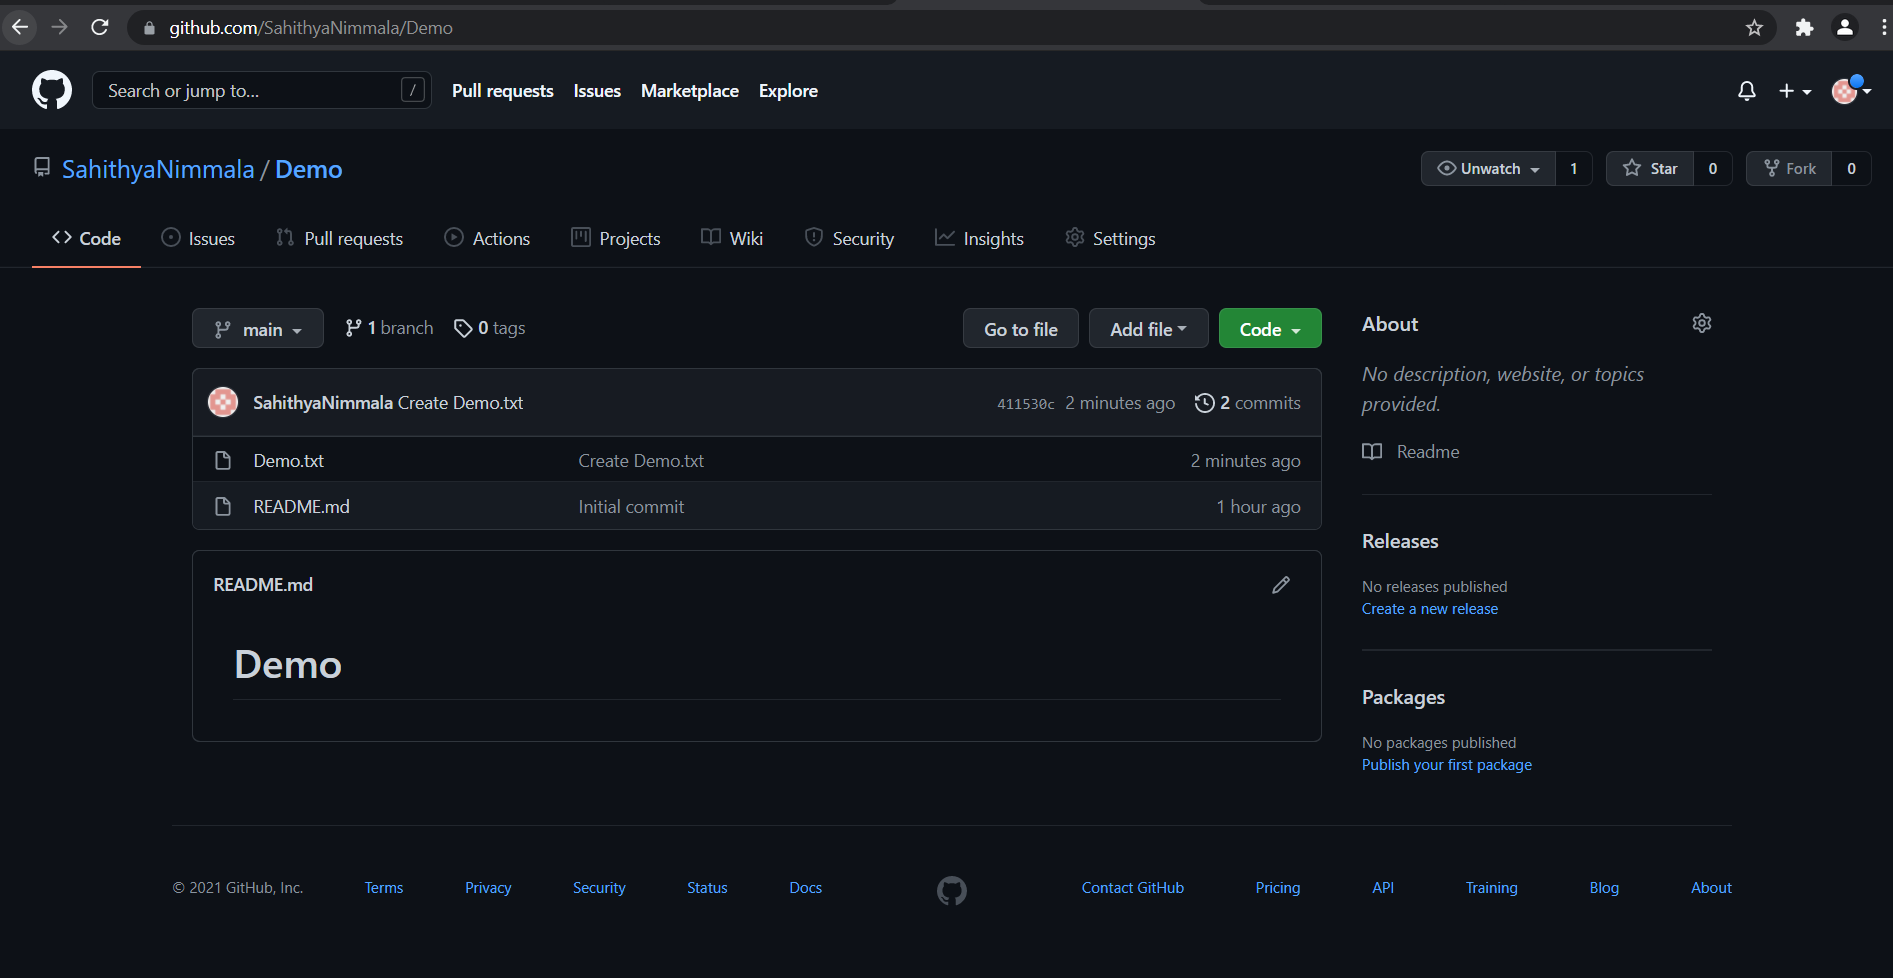 github.com/SahithyaNimmala/Demo
Search or jump to... /
Pull requests Issues Marketplace Explore
SahithyaNimmala / Demo
Unwatch 1 Star 0 Fork 0
Code Issues Pull requests Actions Projects Wiki Security Insights Settings
main 1 branch 0 tags Go to file Add file Code
SahithyaNimmala Create Demo.txt 411530c 2 minutes ago 2 commits
Demo.txt Create Demo.txt 2 minutes ago
README.md Initial commit 1 hour ago
README.md
Demo
About
No description, website, or topics
provided.
Readme
Releases
No releases published
Create a new release
Packages
No packages published
Publish your first package
© 2021 GitHub, Inc. Terms Privacy Security Status Docs Contact GitHub Pricing API Training Blog About